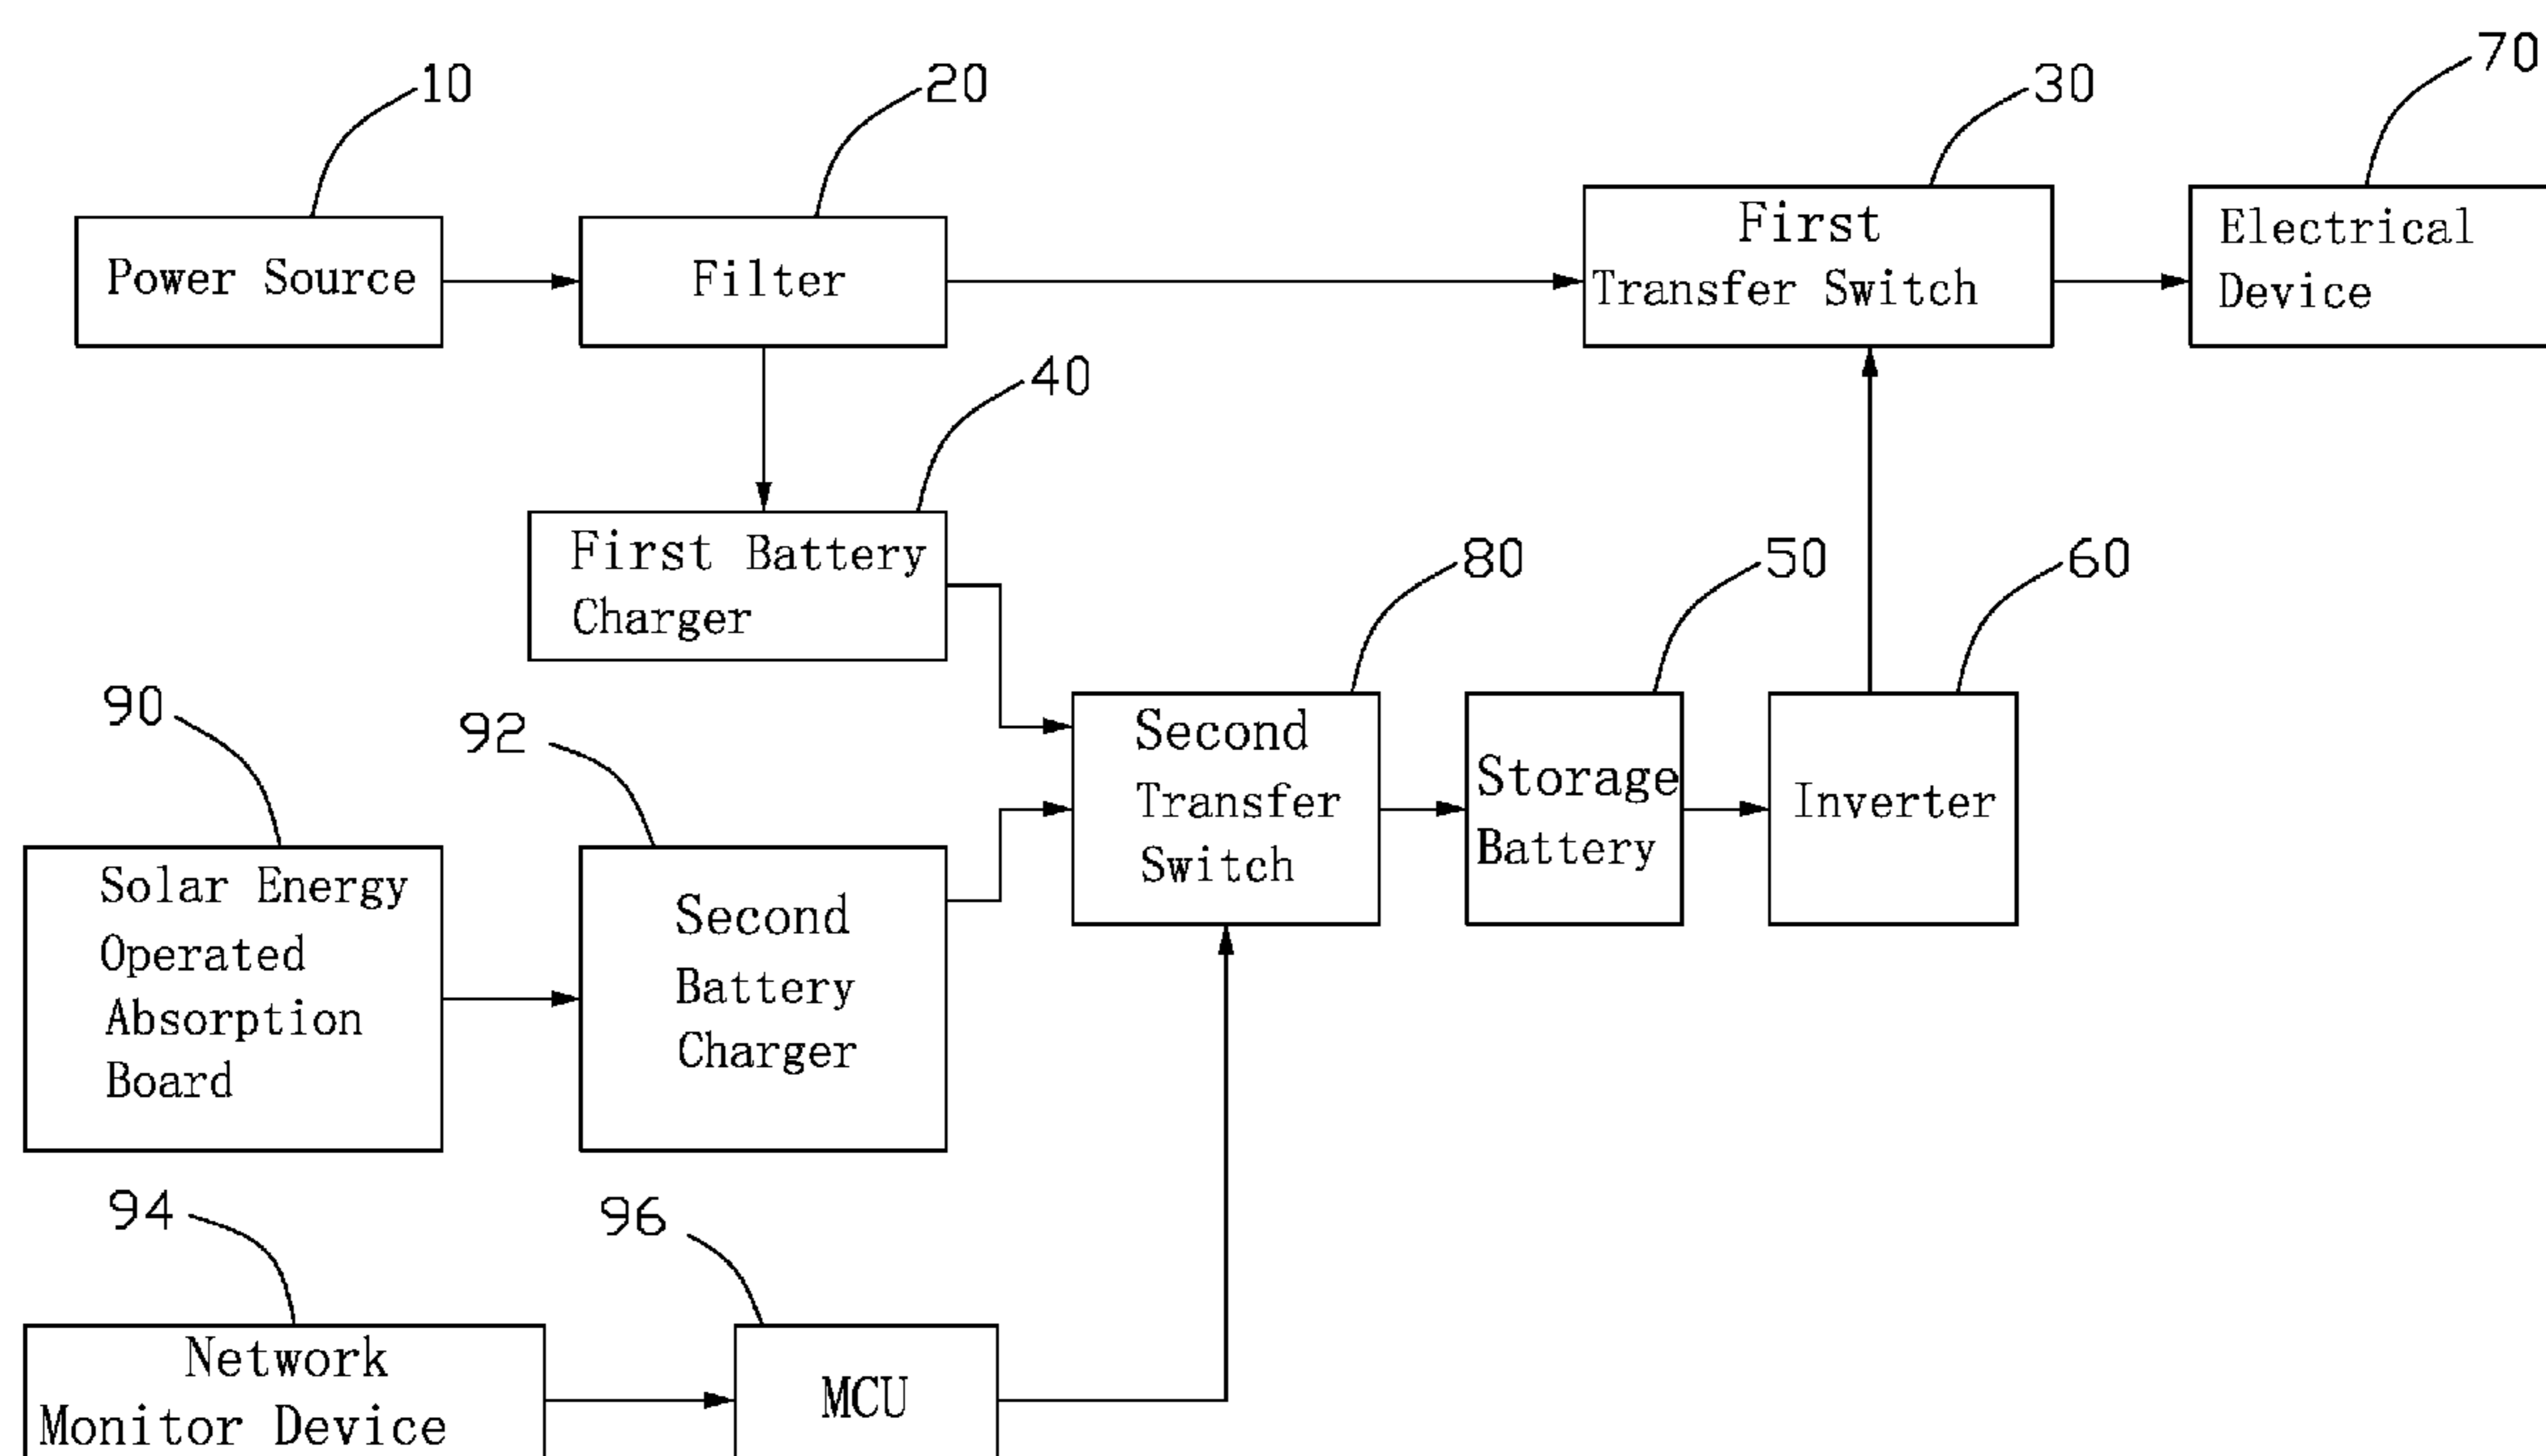 10
20
30
70
Power Source
Filter
First
Transfer Switch
Electrical
Device
40
First Battery
Charger
80
50
60
90
92
Second
Transfer
Switch
Storage
Battery
Inverter
Solar Energy
Operated
Absorption
Board
Second
Battery
Charger
94
96
Network
Monitor Device
MCU